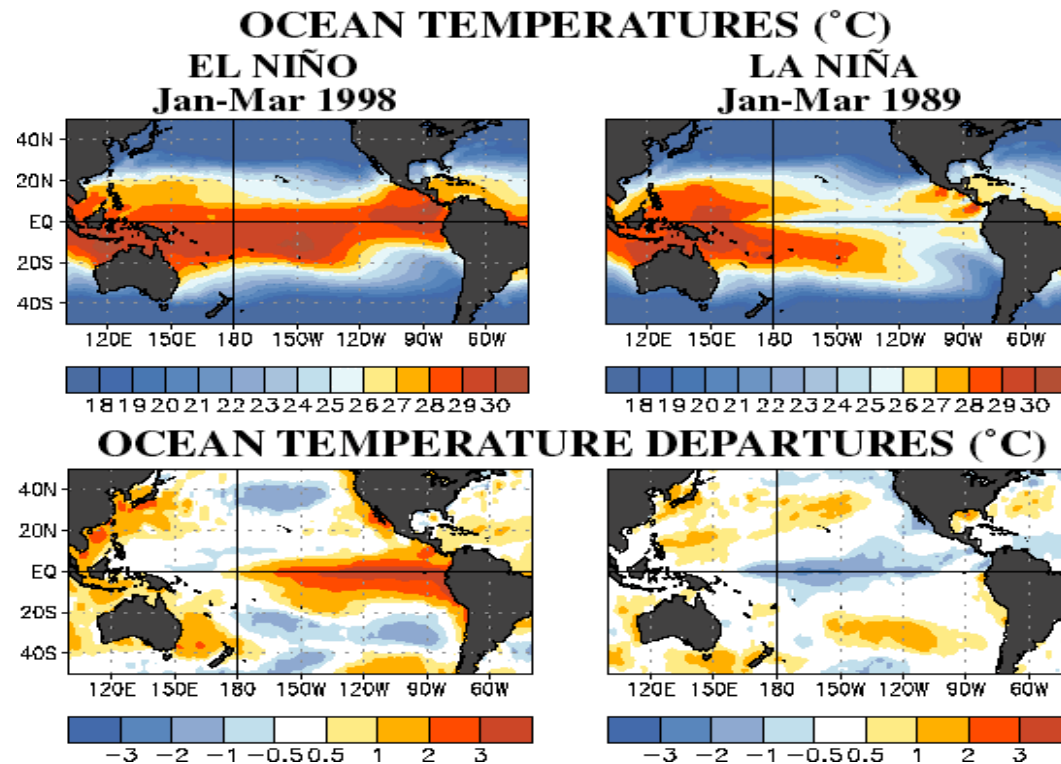 OCEAN TEMPERATURES (˚C)
EL NIÑO
Jan-Mar 1998
LA NIÑA
Jan-Mar 1989
40N
20N
EQ
20S
40S
120E 150E 180 150W 120W 90W 60W
120E 150E 180 150W 120W 90W 60W
18 19 20 21 22 23 24 25 26 27 28 29 30
18 19 20 21 22 23 24 25 26 27 28 29 30
OCEAN TEMPERATURE DEPARTURES (˚C)
40N
20N
EQ
20S
40S
120E 150E 180 150W 120W 90W 60W
120E 150E 180 150W 120W 90W 60W
-3 -2 -1 -0.5 0.5 1 2 3
-3 -2 -1 -0.5 0.5 1 2 3